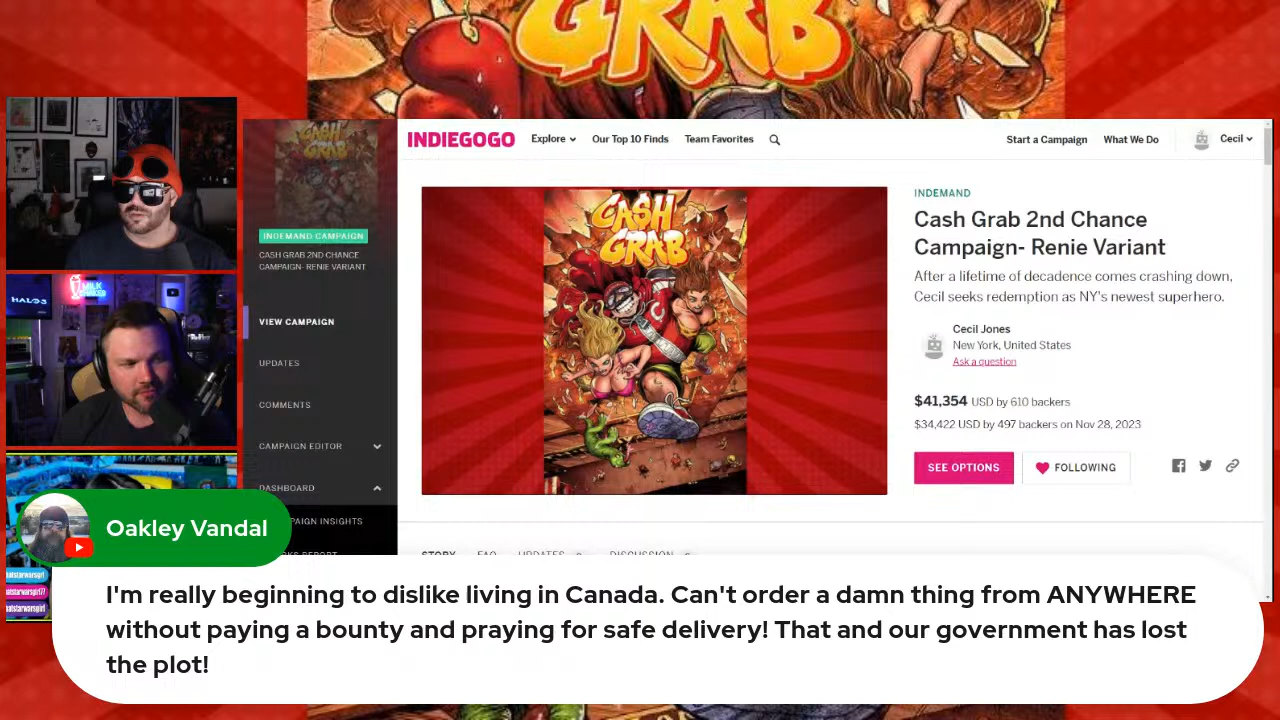 GRAB
INDIEGOGO
Explore
Our Top 10 Finds
Team Favorites
Start a Campaign
What We Do
Cecil
CASH
GRAB
INDEMAND CAMPAIGN
CASH GRAB 2ND CHANCE
CAMPAIGN- RENIE VARIANT
VIEW CAMPAIGN
UPDATES
COMMENTS
CAMPAIGN EDITOR
DASHBOARD
PAIGN INSIGHTS
CASH
GRAB
C
INDEMAND
Cash Grab 2nd Chance
Campaign- Renie Variant
After a lifetime of decadence comes crashing down,
Cecil seeks redemption as NY's newest superhero.
Cecil Jones
New York, United States
Ask a question
$41,354 USD by 610 backers
$34,422 USD by 497 backers on Nov 28, 2023
SEE OPTIONS
FOLLOWING
STORY
FAQ
UPDATES
DISCUSSION
HALO 3
MILK
Oakley Vandal
I'm really beginning to dislike living in Canada. Can't order a damn thing from ANYWHERE
without paying a bounty and praying for safe delivery! That and our government has lost
the plot!